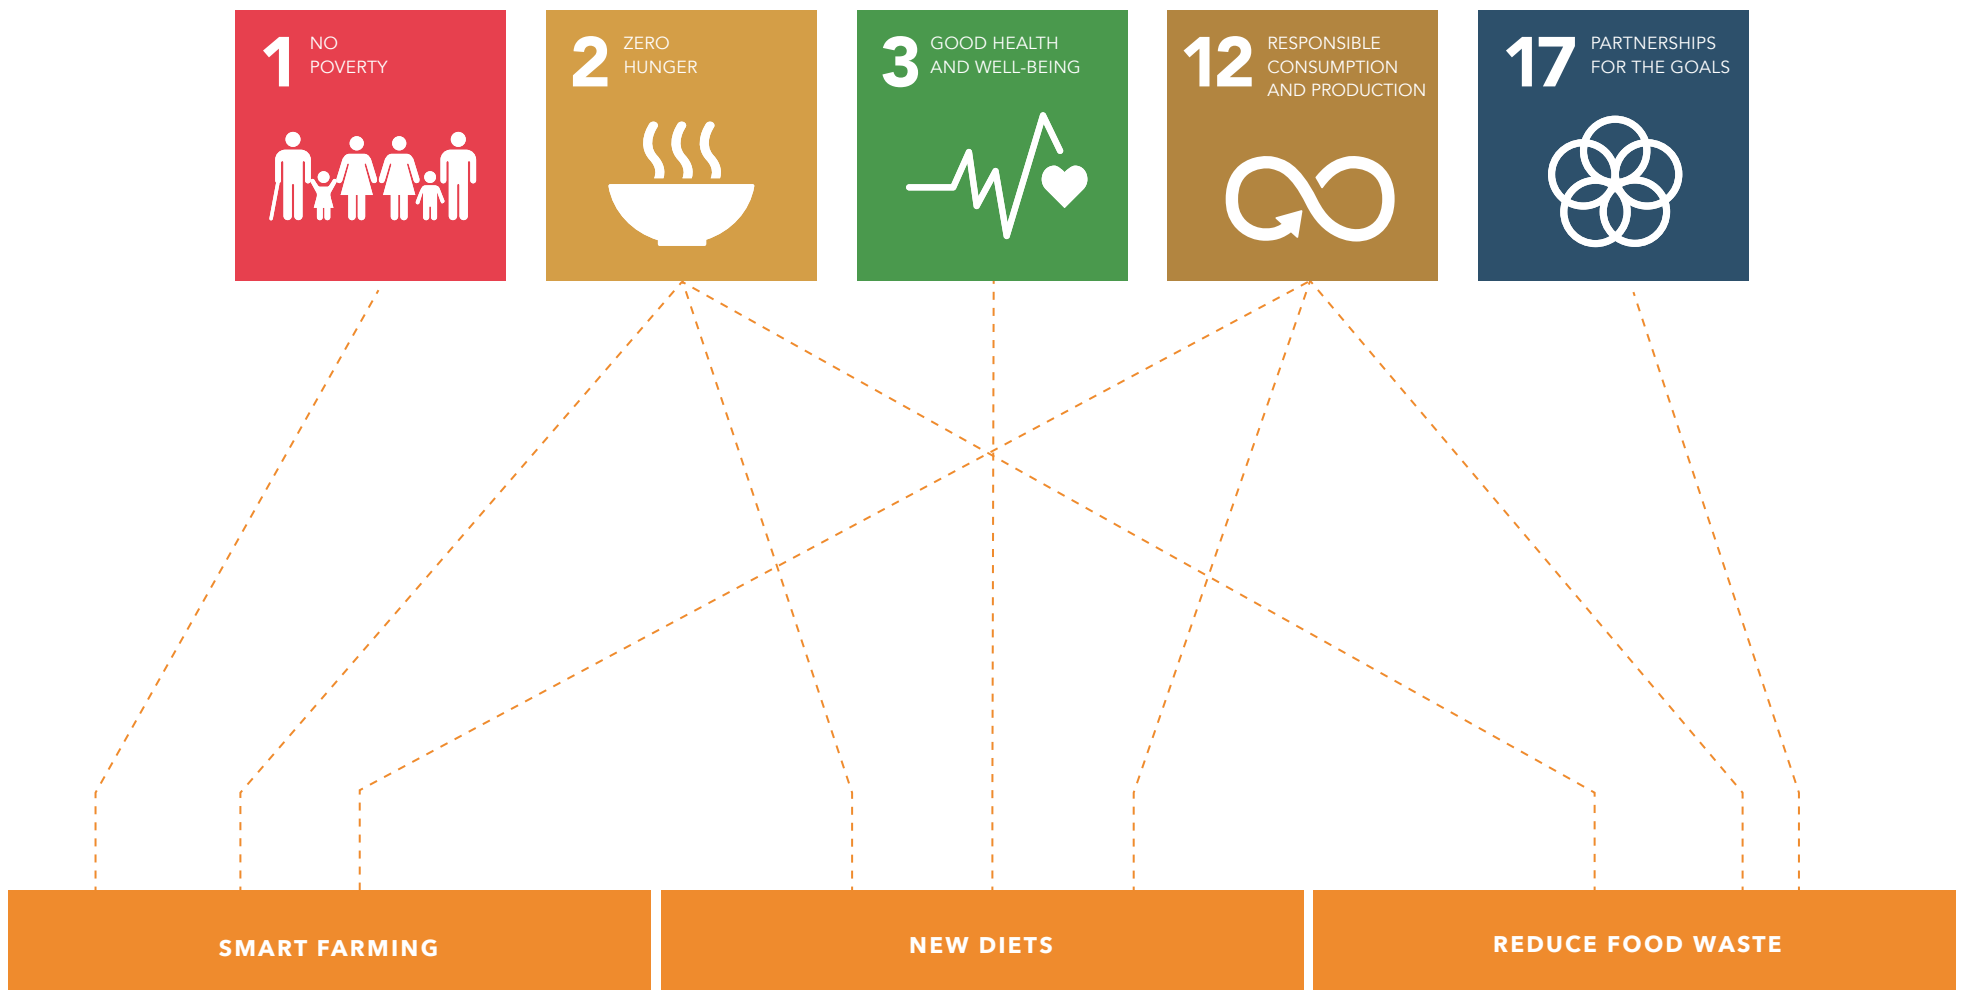 1 NO
POVERTY
2 ZERO
HUNGER
3 GOOD HEALTH
AND WELL-BEING
12 RESPONSIBLE
CONSUMPTION
AND PRODUCTION
17 PARTNERSHIPS
FOR THE GOALS
SMART FARMING
NEW DIETS
REDUCE FOOD WASTE